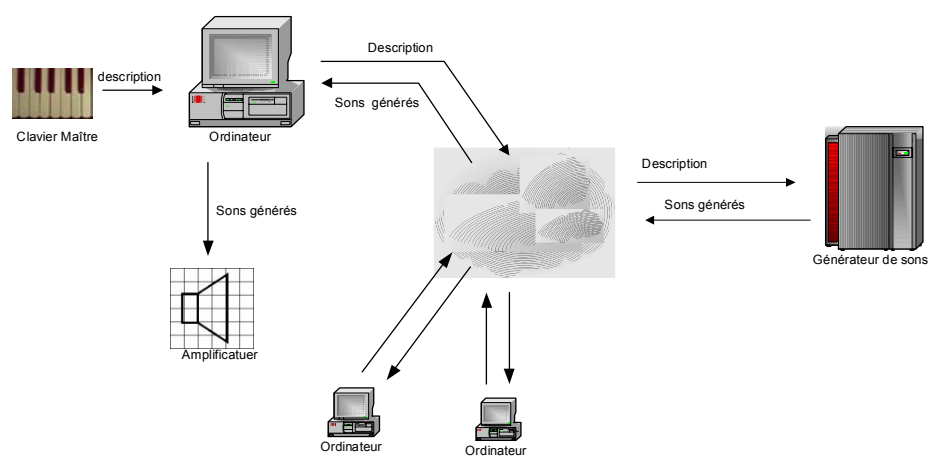 Description
description
Sons générés
Clavier Maître
Ordinateur
Description
Sons générés
Sons générés
Générateur de sons
Amplificatuer
Ordinateur
Ordinateur